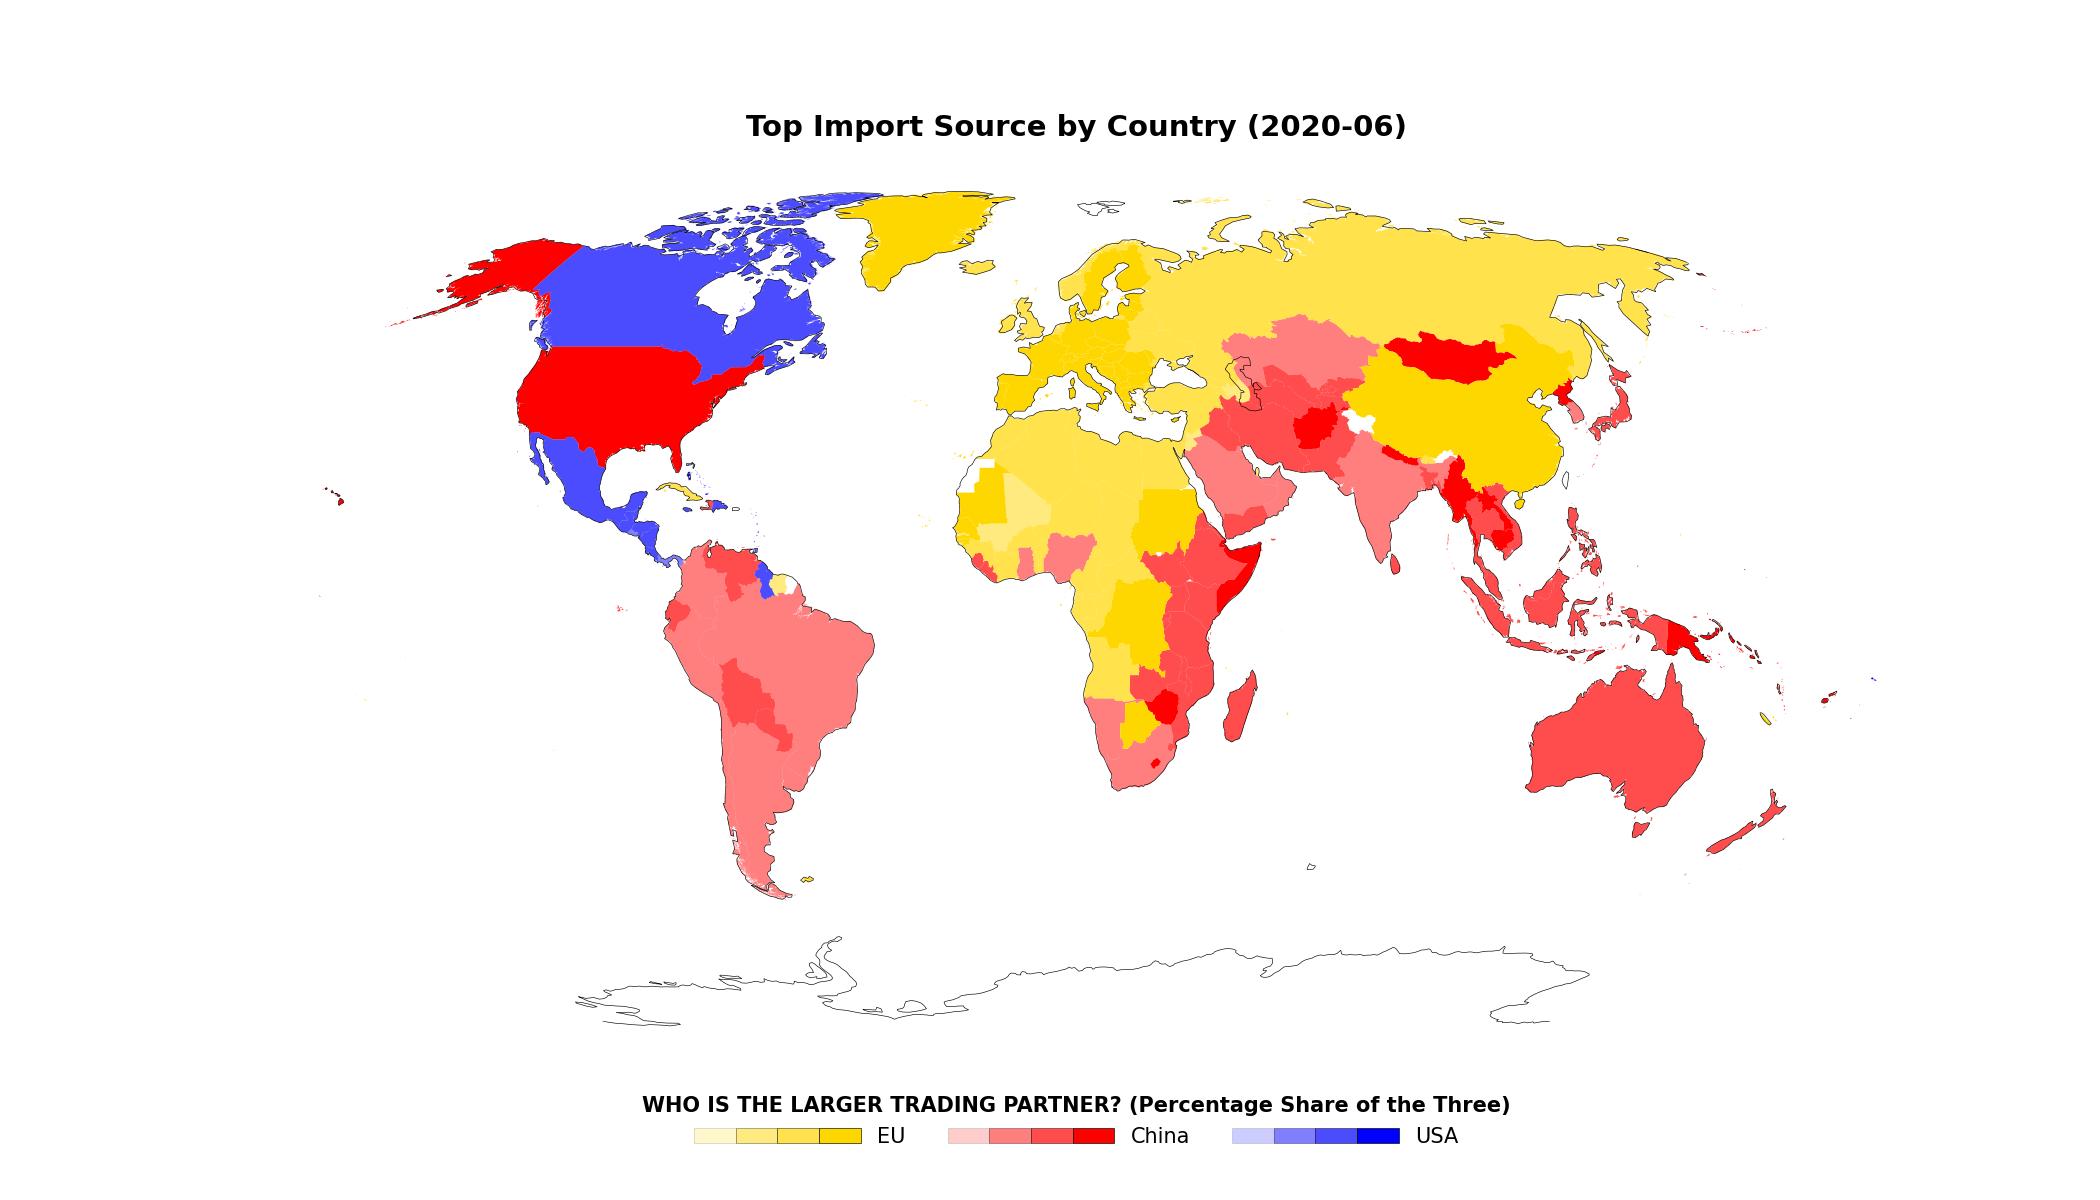 Top Import Source by Country (2020-06)
WHO IS THE LARGER TRADING PARTNER? (Percentage Share of the Three)
EU China USA